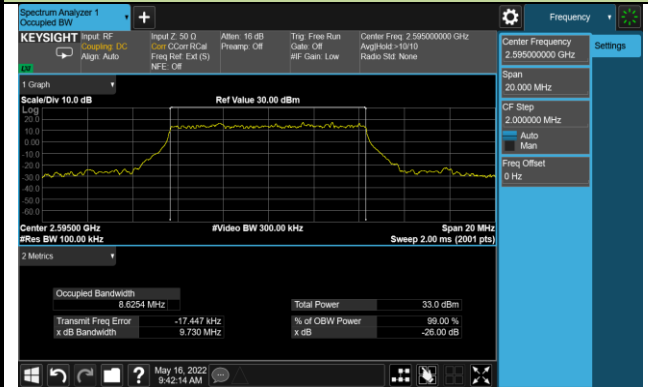 Spectrum Analyzer 1
Occupied BW
+
Frequency
KEYSIGHT
Input: RF
Coupling: DC
Align: Auto
Input Z: 50 Ω
Corr CCorr RCal
Freq Ref: Ext (S)
NFE: Off
Atten: 16 dB
Preamp: Off
Trig: Free Run
Gate: Off
#IF Gain: Low
Center Freq: 2.595000000 GHz
Avg|Hold:>10/10
Radio Std: None
Center Frequency
2.595000000 GHz
Settings
Span
20.000 MHz
CF Step
2.000000 MHz
Auto
Man
Freq Offset
0 Hz
1 Graph
Scale/Div 10.0 dB
Ref Value 30.00 dBm
Log
20.0
10.0
0.00
-10.0
-20.0
-30.0
-40.0
-50.0
-60.0
Center 2.59500 GHz
#Video BW 300.00 kHz
Span 20 MHz
#Res BW 100.00 kHz
Sweep 2.00 ms (2001 pts)
2 Metrics
Occupied Bandwidth
8.6254 MHz
Total Power 33.0 dBm
Transmit Freq Error -17.447 kHz
% of OBW Power 99.00 %
x dB Bandwidth 9.730 MHz
x dB -26.00 dB
?
May 16, 2022
9:42:14 AM